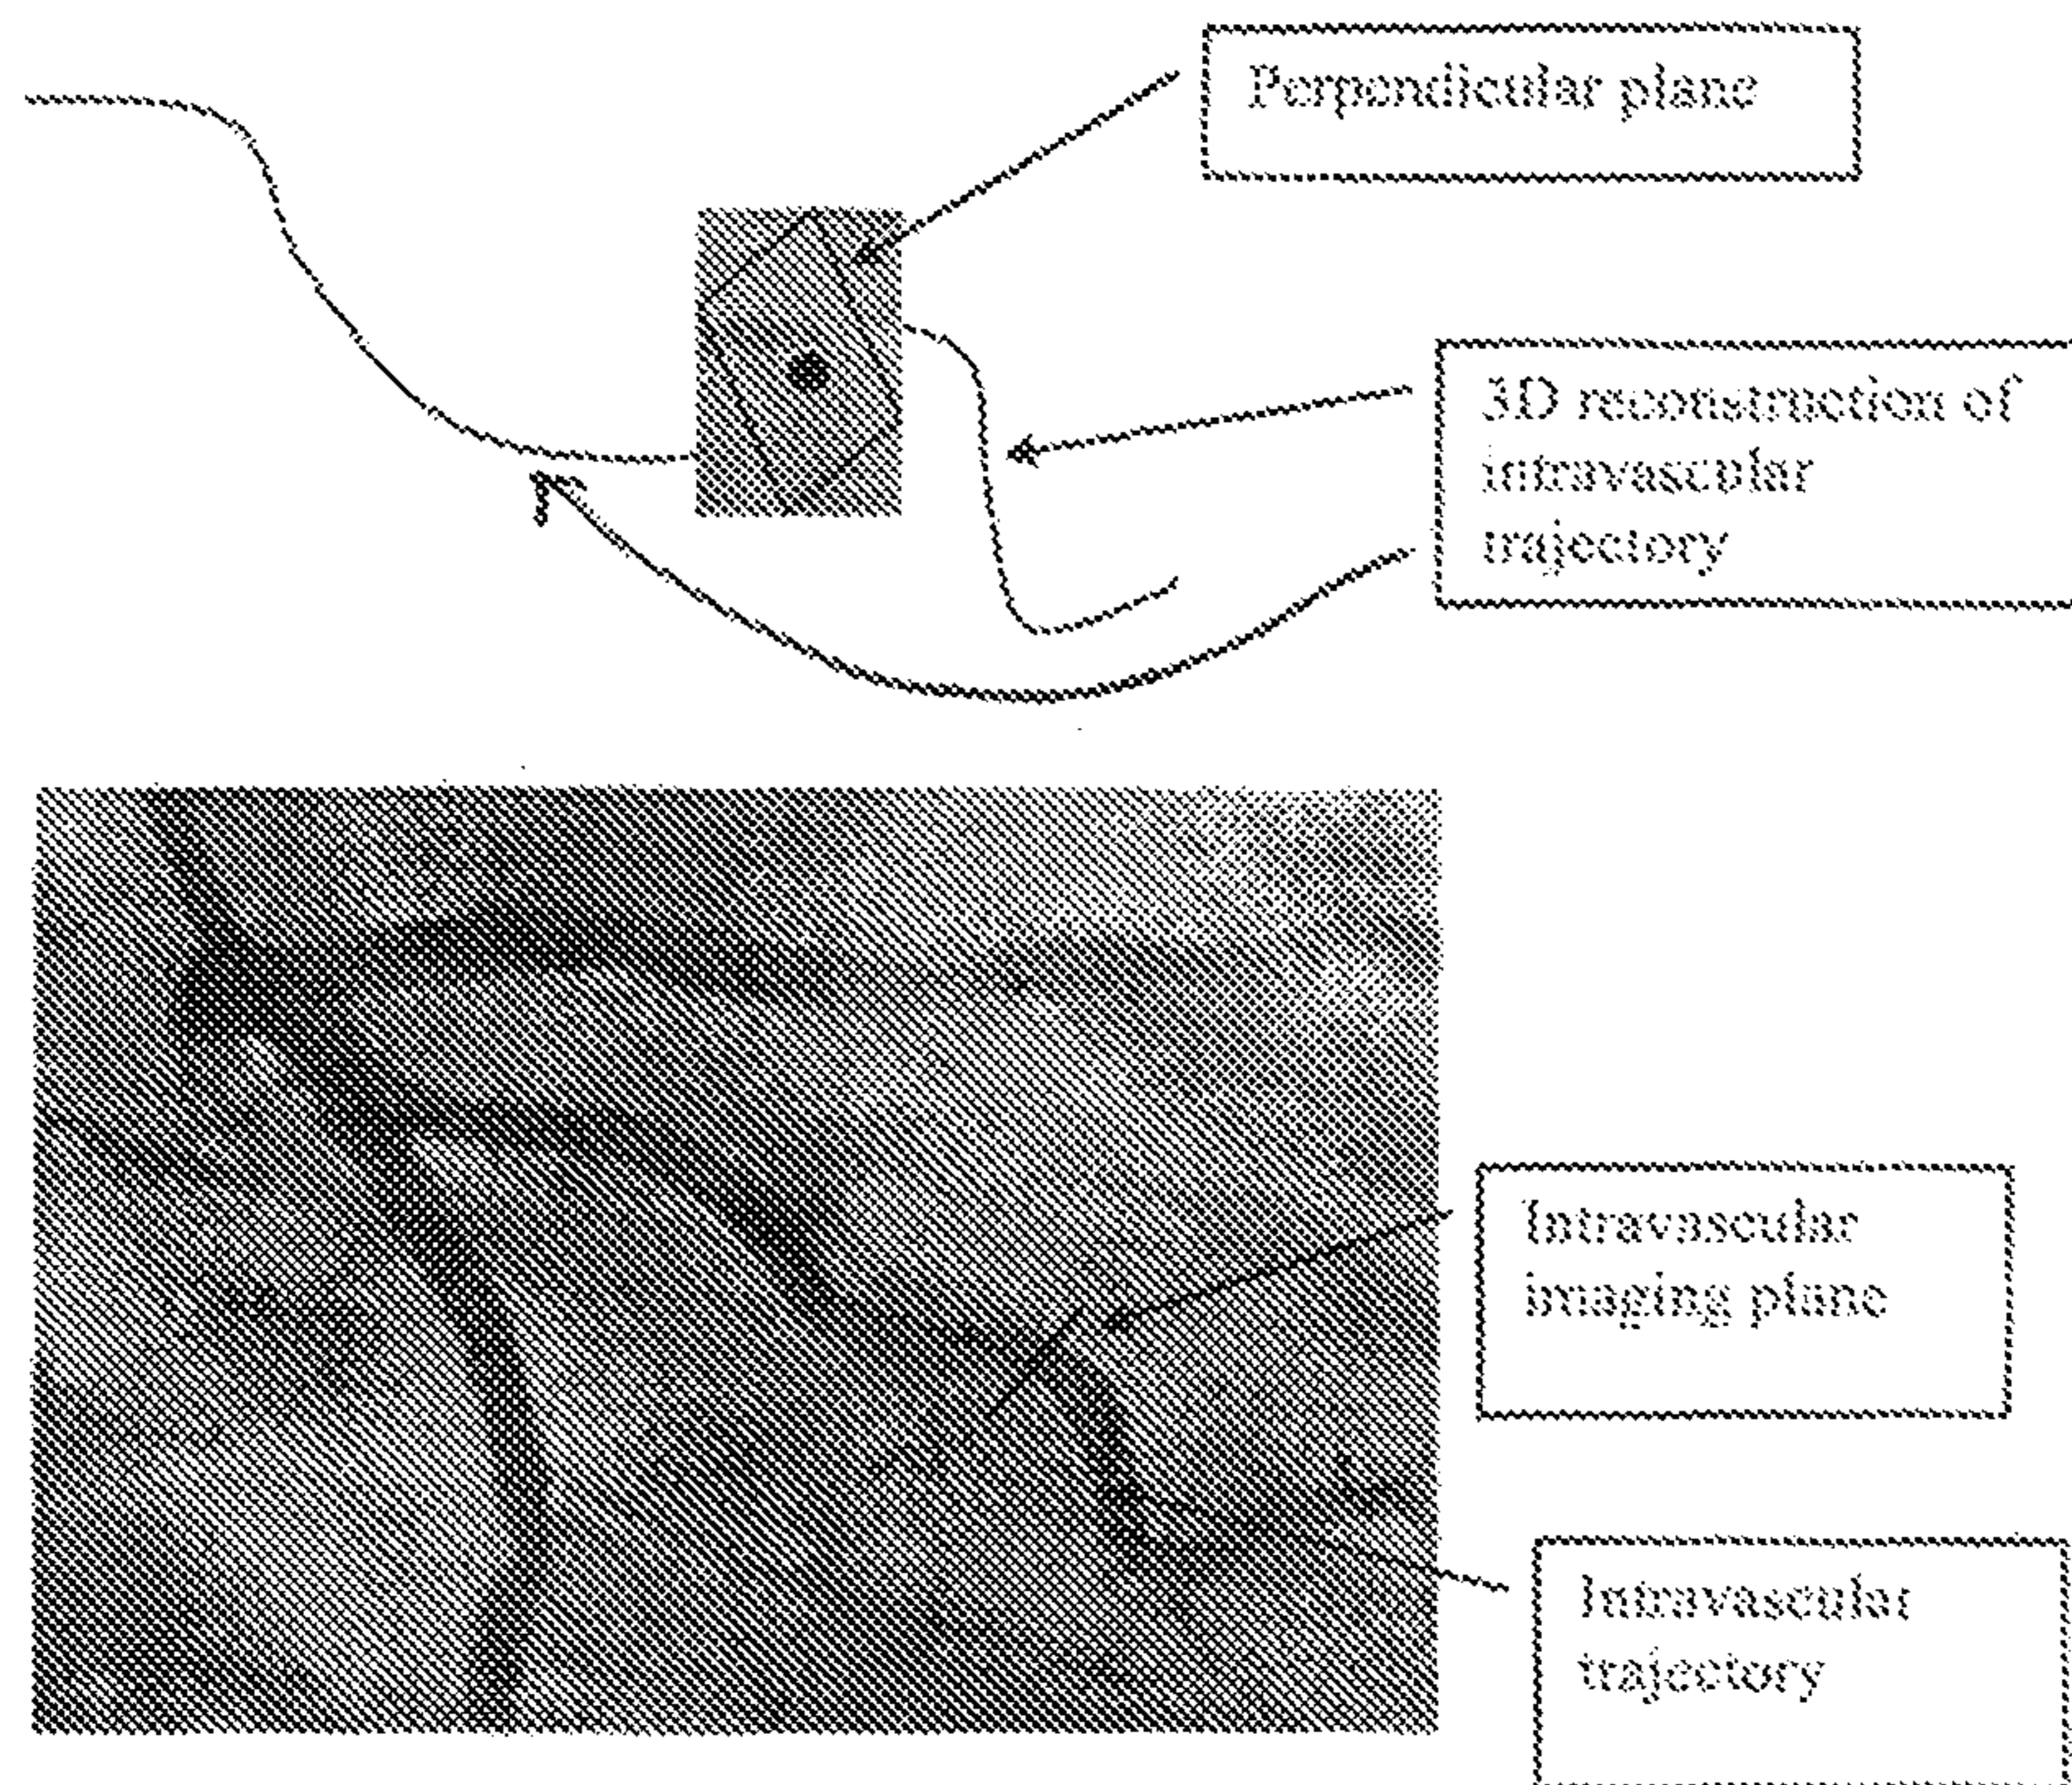 Perpendicular plane
3D reconstruction of
intravascular
trajectory
Intravascular
imaging plane
Intravascular
trajectory